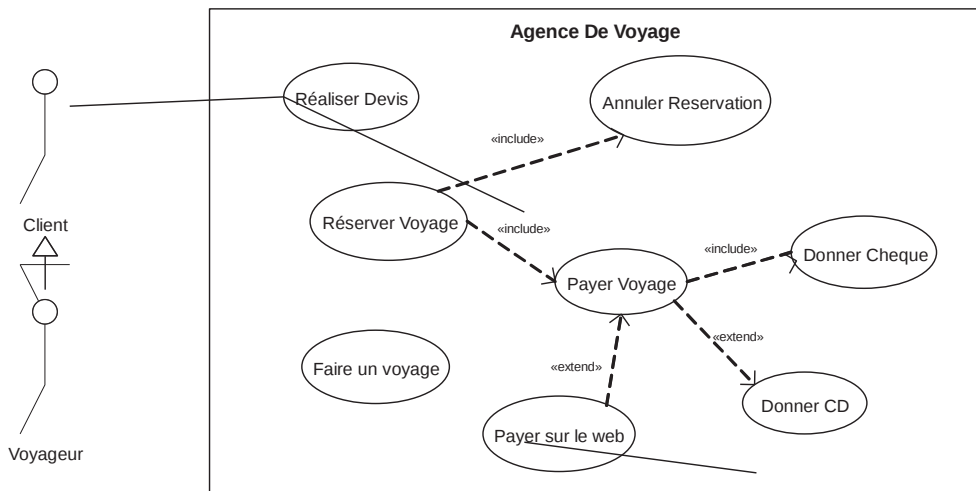 Agence De Voyage
Réaliser Devis
Annuler Reservation
«include»
Client
Réserver Voyage
«include»
«include»
Donner Cheque
Payer Voyage
«extend»
Faire un voyage
«extend»
Donner CD
Payer sur le web
Voyageur